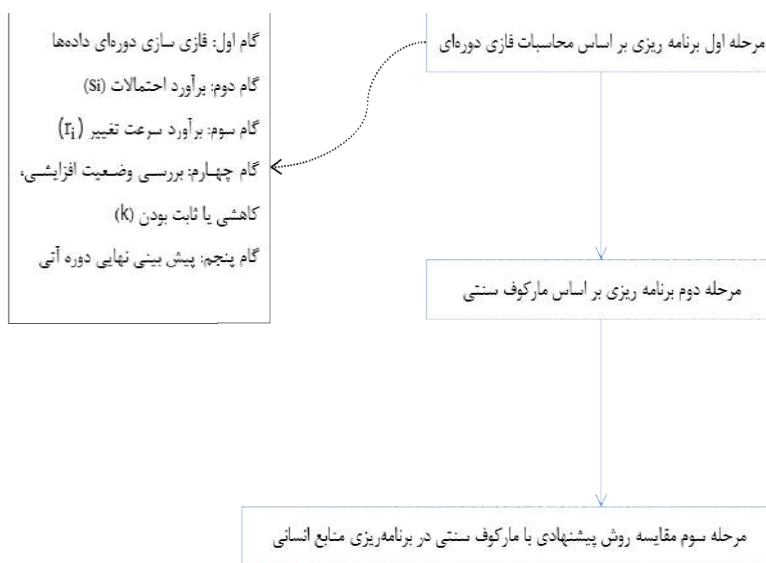 مرحله اول برنامه ریزی بر اساس محاسبات فازی دوره‌ای
گام اول: فازی سازی دوره‌ای داده‌ها
گام دوم: برآورد احتمالات (si)
گام سوم: برآورد سرعت تغییر (ri)
گام چهارم: بررسی وضعیت افزایشی،
کاهشی یا ثابت بودن (k)
گام پنجم: پیش بینی نهایی دوره آتی
مرحله دوم برنامه ریزی بر اساس مارکوف سنتی
مرحله سوم مقایسه روش پیشنهادی با مارکوف سنتی در برنامه‌ریزی منابع انسانی